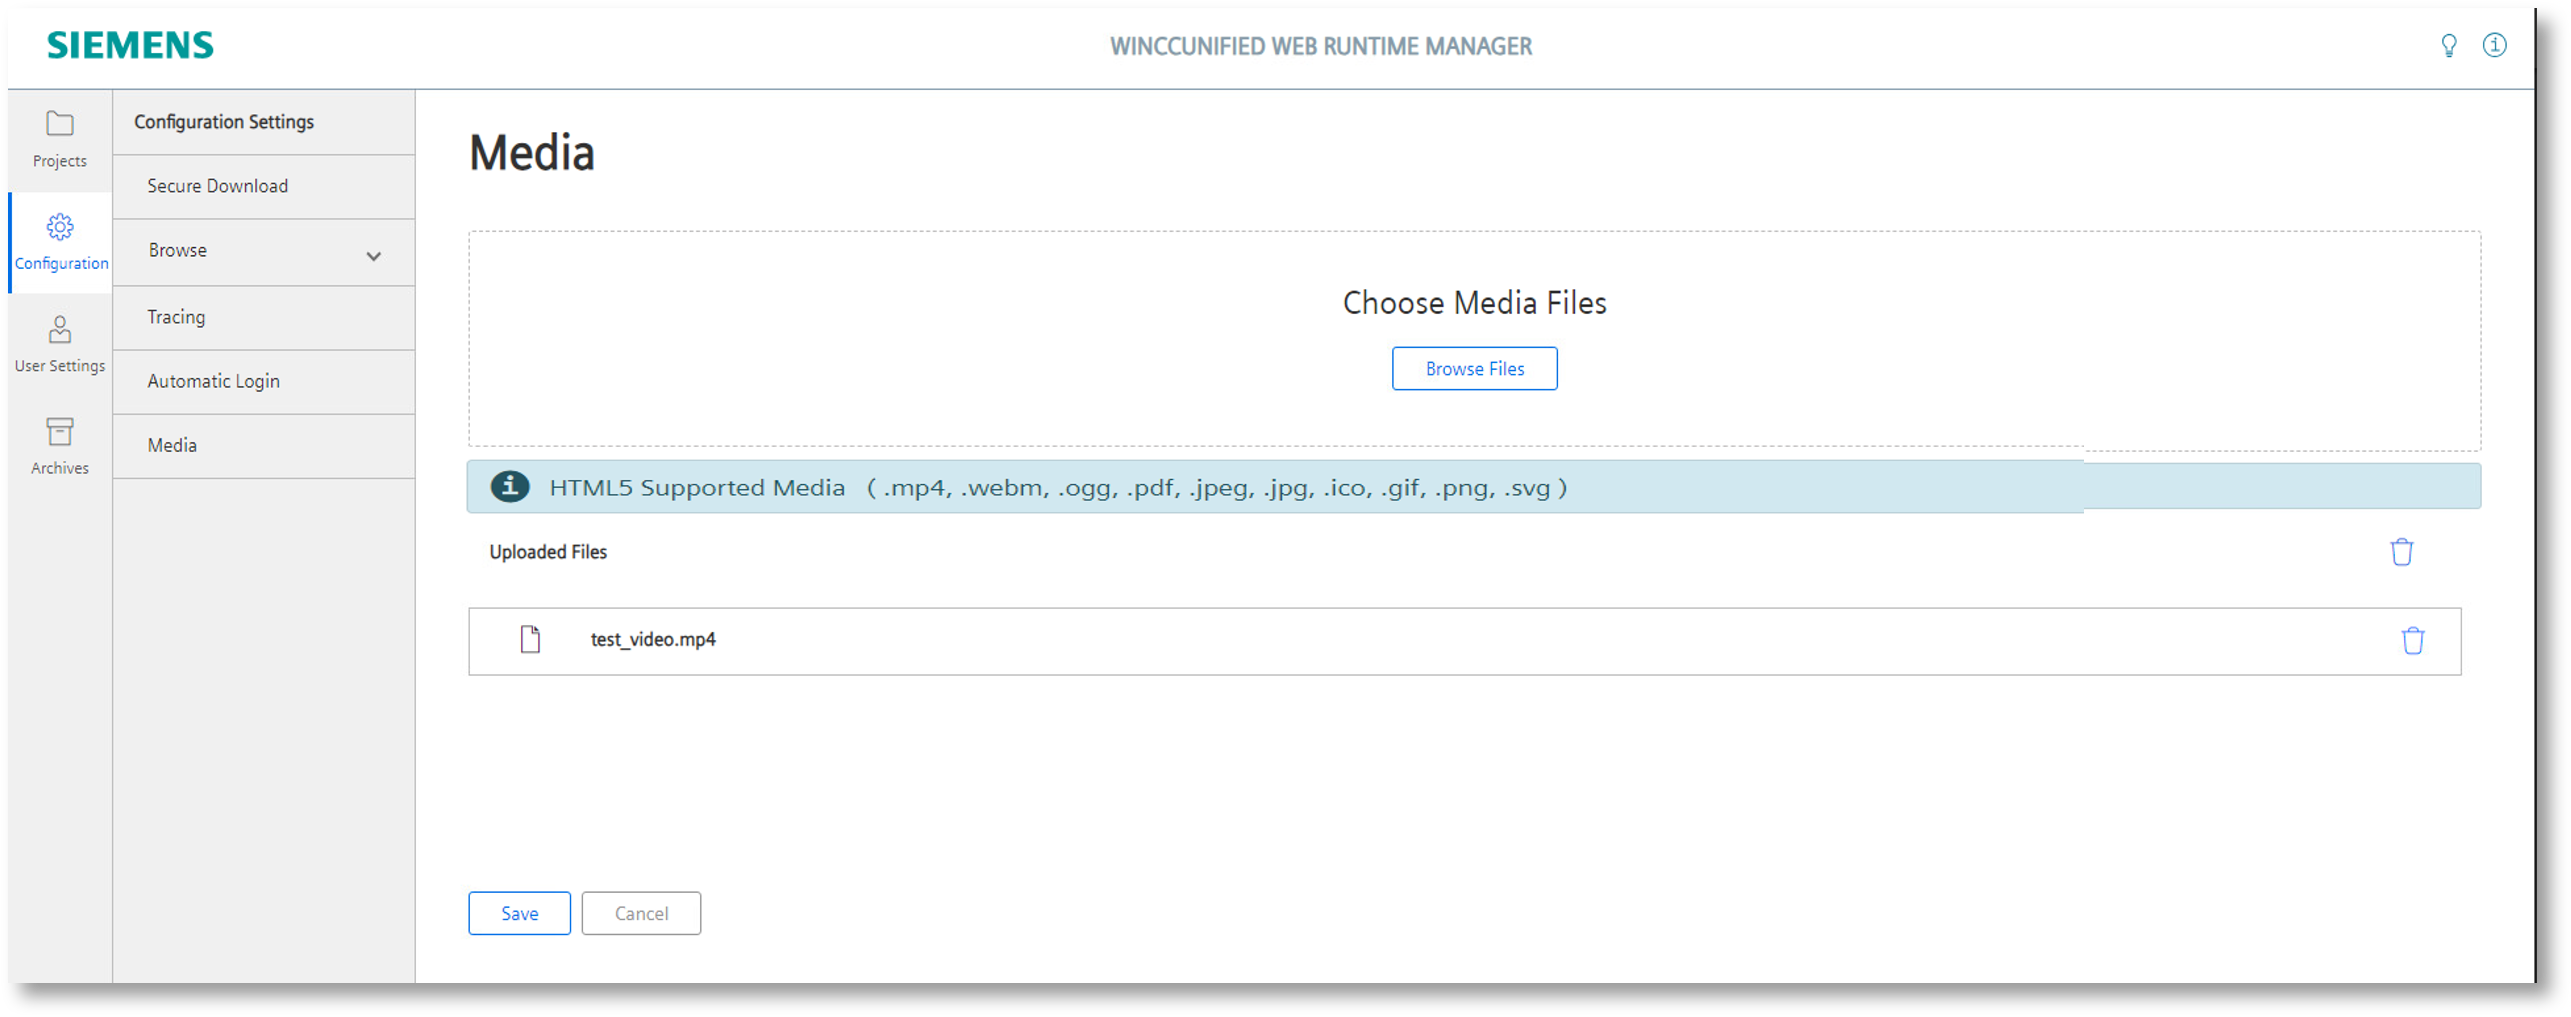 SIEMENS
WINCCUNIFIED WEB RUNTIME MANAGER
Projects
Configuration
User Settings
Archives
Configuration Settings
Secure Download
Browse
Tracing
Automatic Login
Media
Media
Choose Media Files
Browse Files
HTML5 Supported Media ( .mp4, .webm, .ogg, .pdf, .jpeg, .jpg, .ico, .gif, .png, .svg )
Uploaded Files
test_video.mp4
Save Cancel